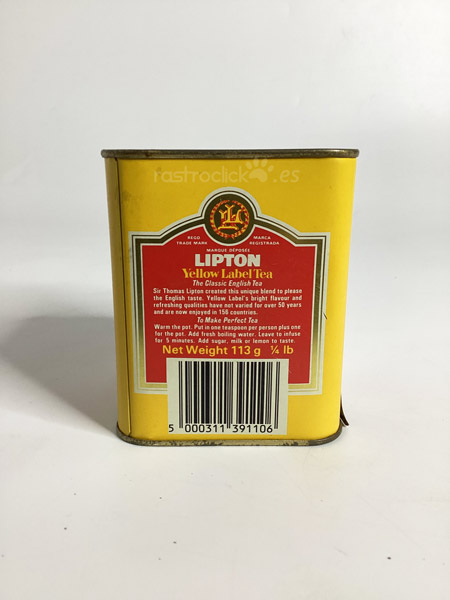 rastroclick.es
REGD MARCA
TRADE MARK REGISTRADA
MARQUE DÉPOSÉE
LIPTON
Yellow Label Tea
The Classic English Tea
Sir Thomas Lipton created this unique blend to please
the English taste. Yellow Label's bright flavour and
refreshing qualities have not varied for over 50 years
and are now enjoyed in 156 countries.
To Make Perfect Tea
Warm the pot. Put in one teaspoon per person plus one
for the pot. Add fresh boiling water. Leave to infuse
for 5 minutes. Add sugar, milk or lemon to taste.
Net Weight 113 g ¼ lb
5 000311 391106